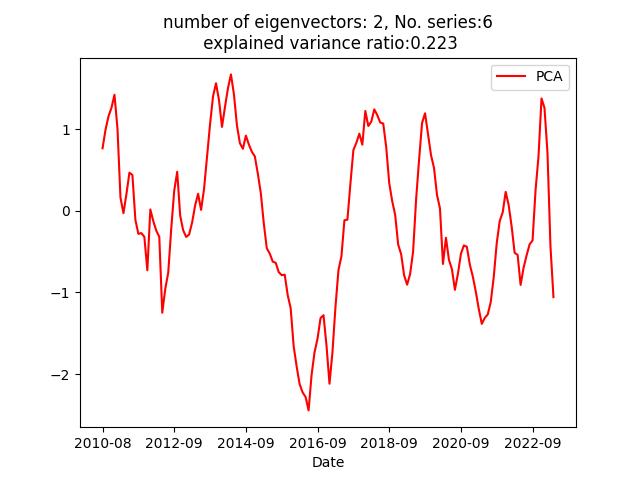 number of eigenvectors: 2, No. series:6
explained variance ratio:0.223
PCA
1
0
−1
−2
2010-08 2012-09 2014-09 2016-09 2018-09 2020-09 2022-09
Date